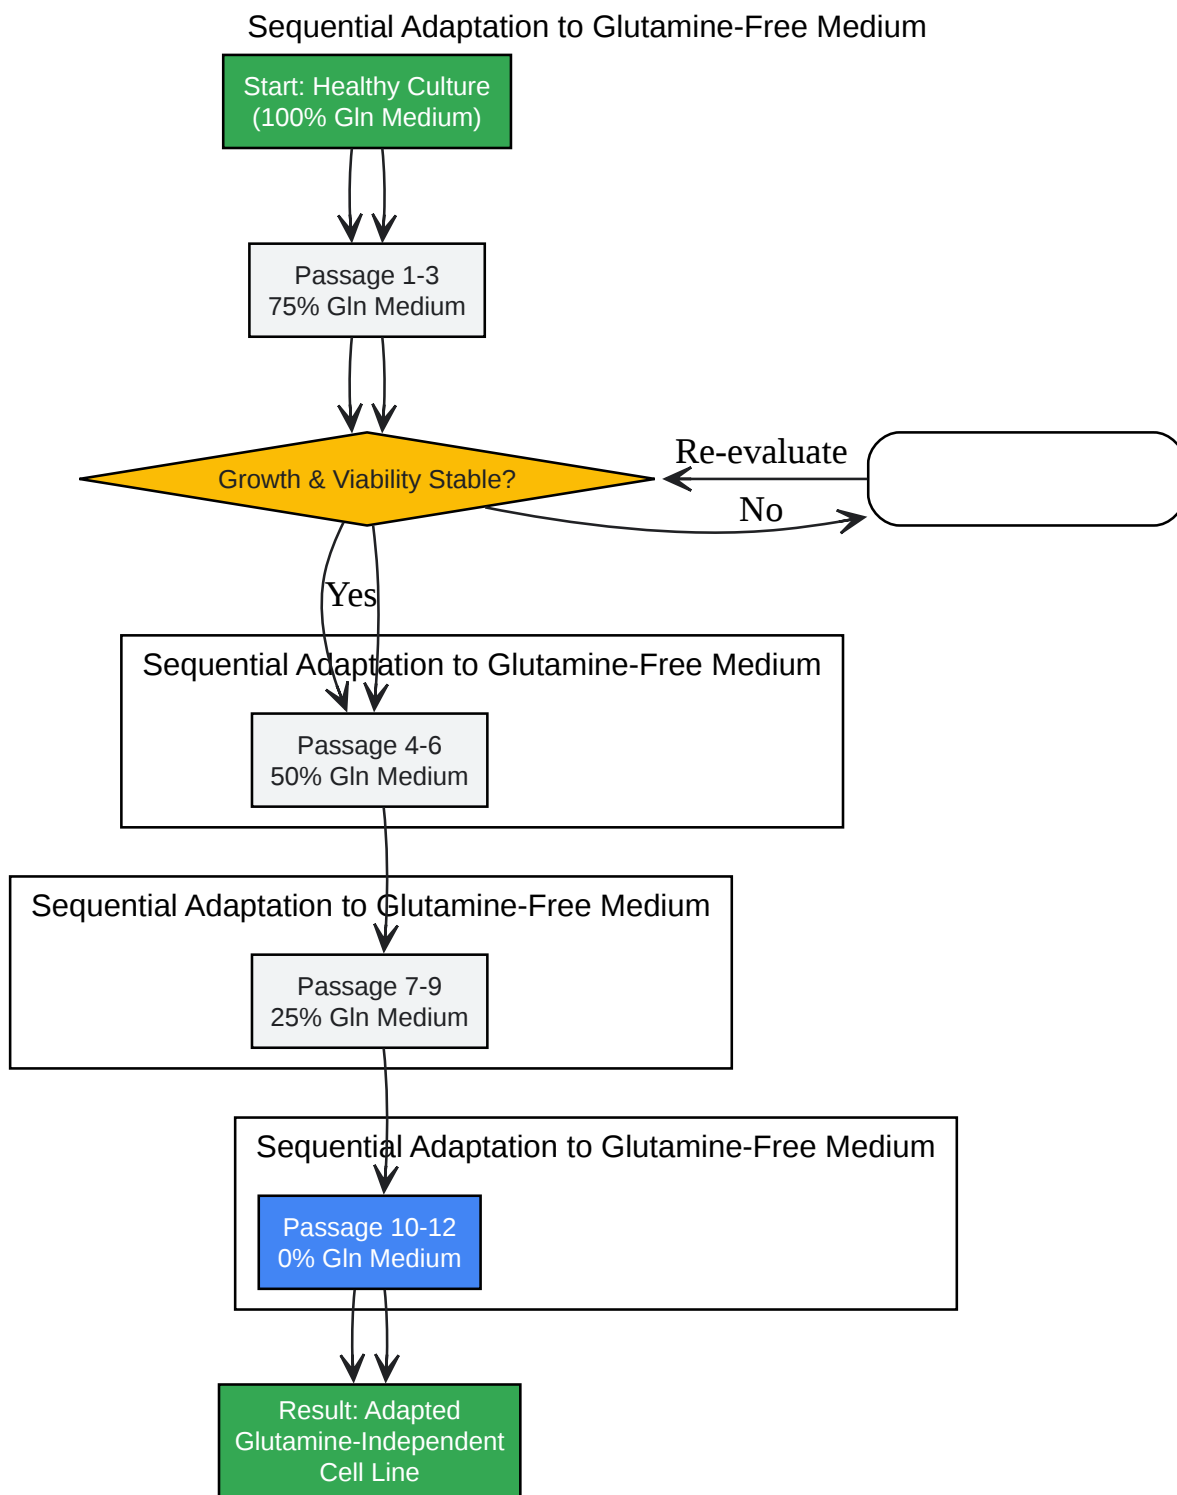 Sequential Adaptation to Glutamine-Free Medium
Start: Healthy Culture
(100% Gln Medium)
Passage 1-3
75% Gln Medium
Growth & Viability Stable?
Re-evaluate
No
Yes
Sequential Adaptation to Glutamine-Free Medium
Passage 4-6
50% Gln Medium
Sequential Adaptation to Glutamine-Free Medium
Passage 7-9
25% Gln Medium
Sequential Adaptation to Glutamine-Free Medium
Passage 10-12
0% Gln Medium
Result: Adapted
Glutamine-Independent
Cell Line